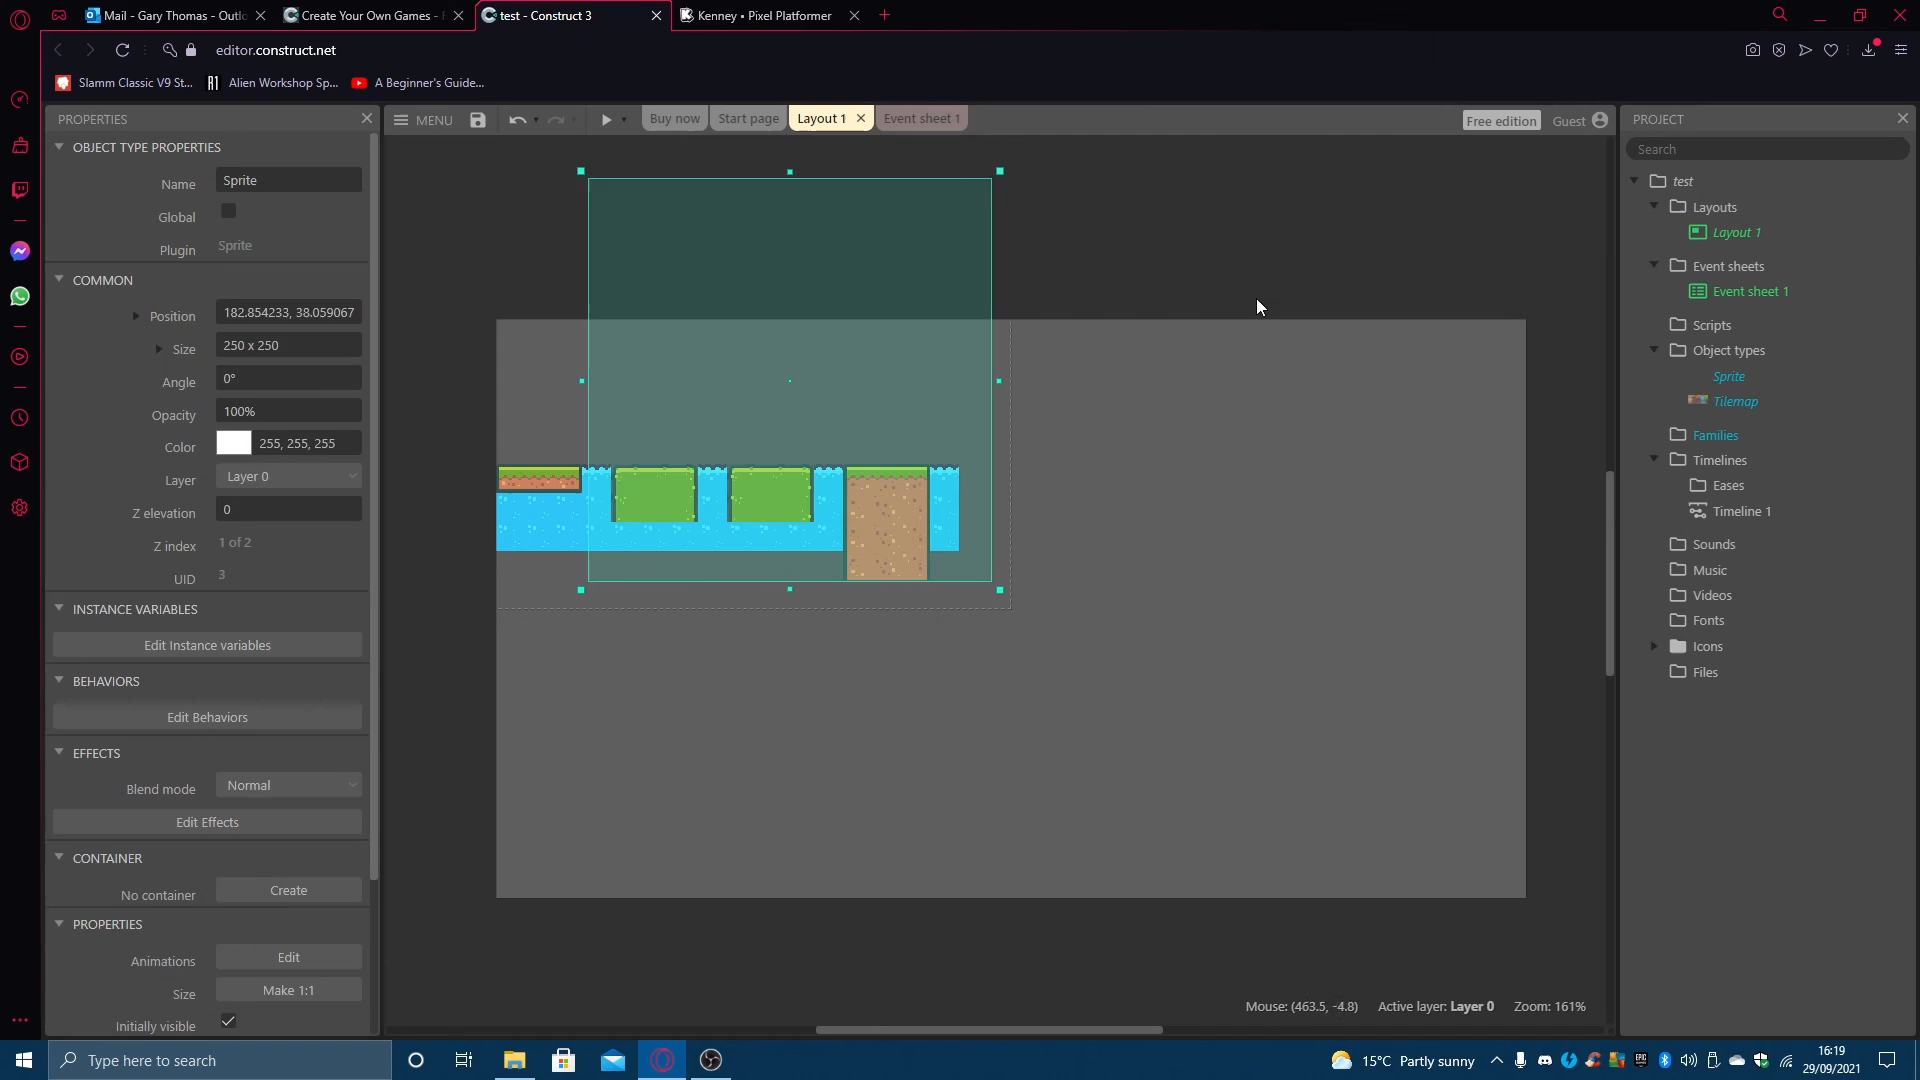 Mail - Gary Thomas - Outlo
Create Your Own Games - F
test - Construct 3
Kenney • Pixel Platformer
editor.construct.net
Slamm Classic V9 St...
Alien Workshop Sp...
A Beginner's Guide...
PROPERTIES
MENU
Buy now
Start page
Layout 1
Event sheet 1
Free edition
Guest
PROJECT
Search
OBJECT TYPE PROPERTIES
Name Sprite
Global
Plugin Sprite
COMMON
Position 182.854233, 38.059067
Size 250 x 250
Angle 0°
Opacity 100%
Color 255, 255, 255
Layer Layer 0
Z elevation 0
Z index 1 of 2
UID 3
INSTANCE VARIABLES
Edit Instance variables
BEHAVIORS
Edit Behaviors
EFFECTS
Blend mode Normal
Edit Effects
CONTAINER
No container Create
PROPERTIES
Animations Edit
Size Make 1:1
Initially visible
test
Layouts
Layout 1
Event sheets
Event sheet 1
Scripts
Object types
Sprite
Tilemap
Families
Timelines
Eases
Timeline 1
Sounds
Music
Videos
Fonts
Icons
Files
Mouse: (463.5, -4.8) Active layer: Layer 0 Zoom: 161%
Type here to search
15°C Partly sunny
16:19
29/09/2021